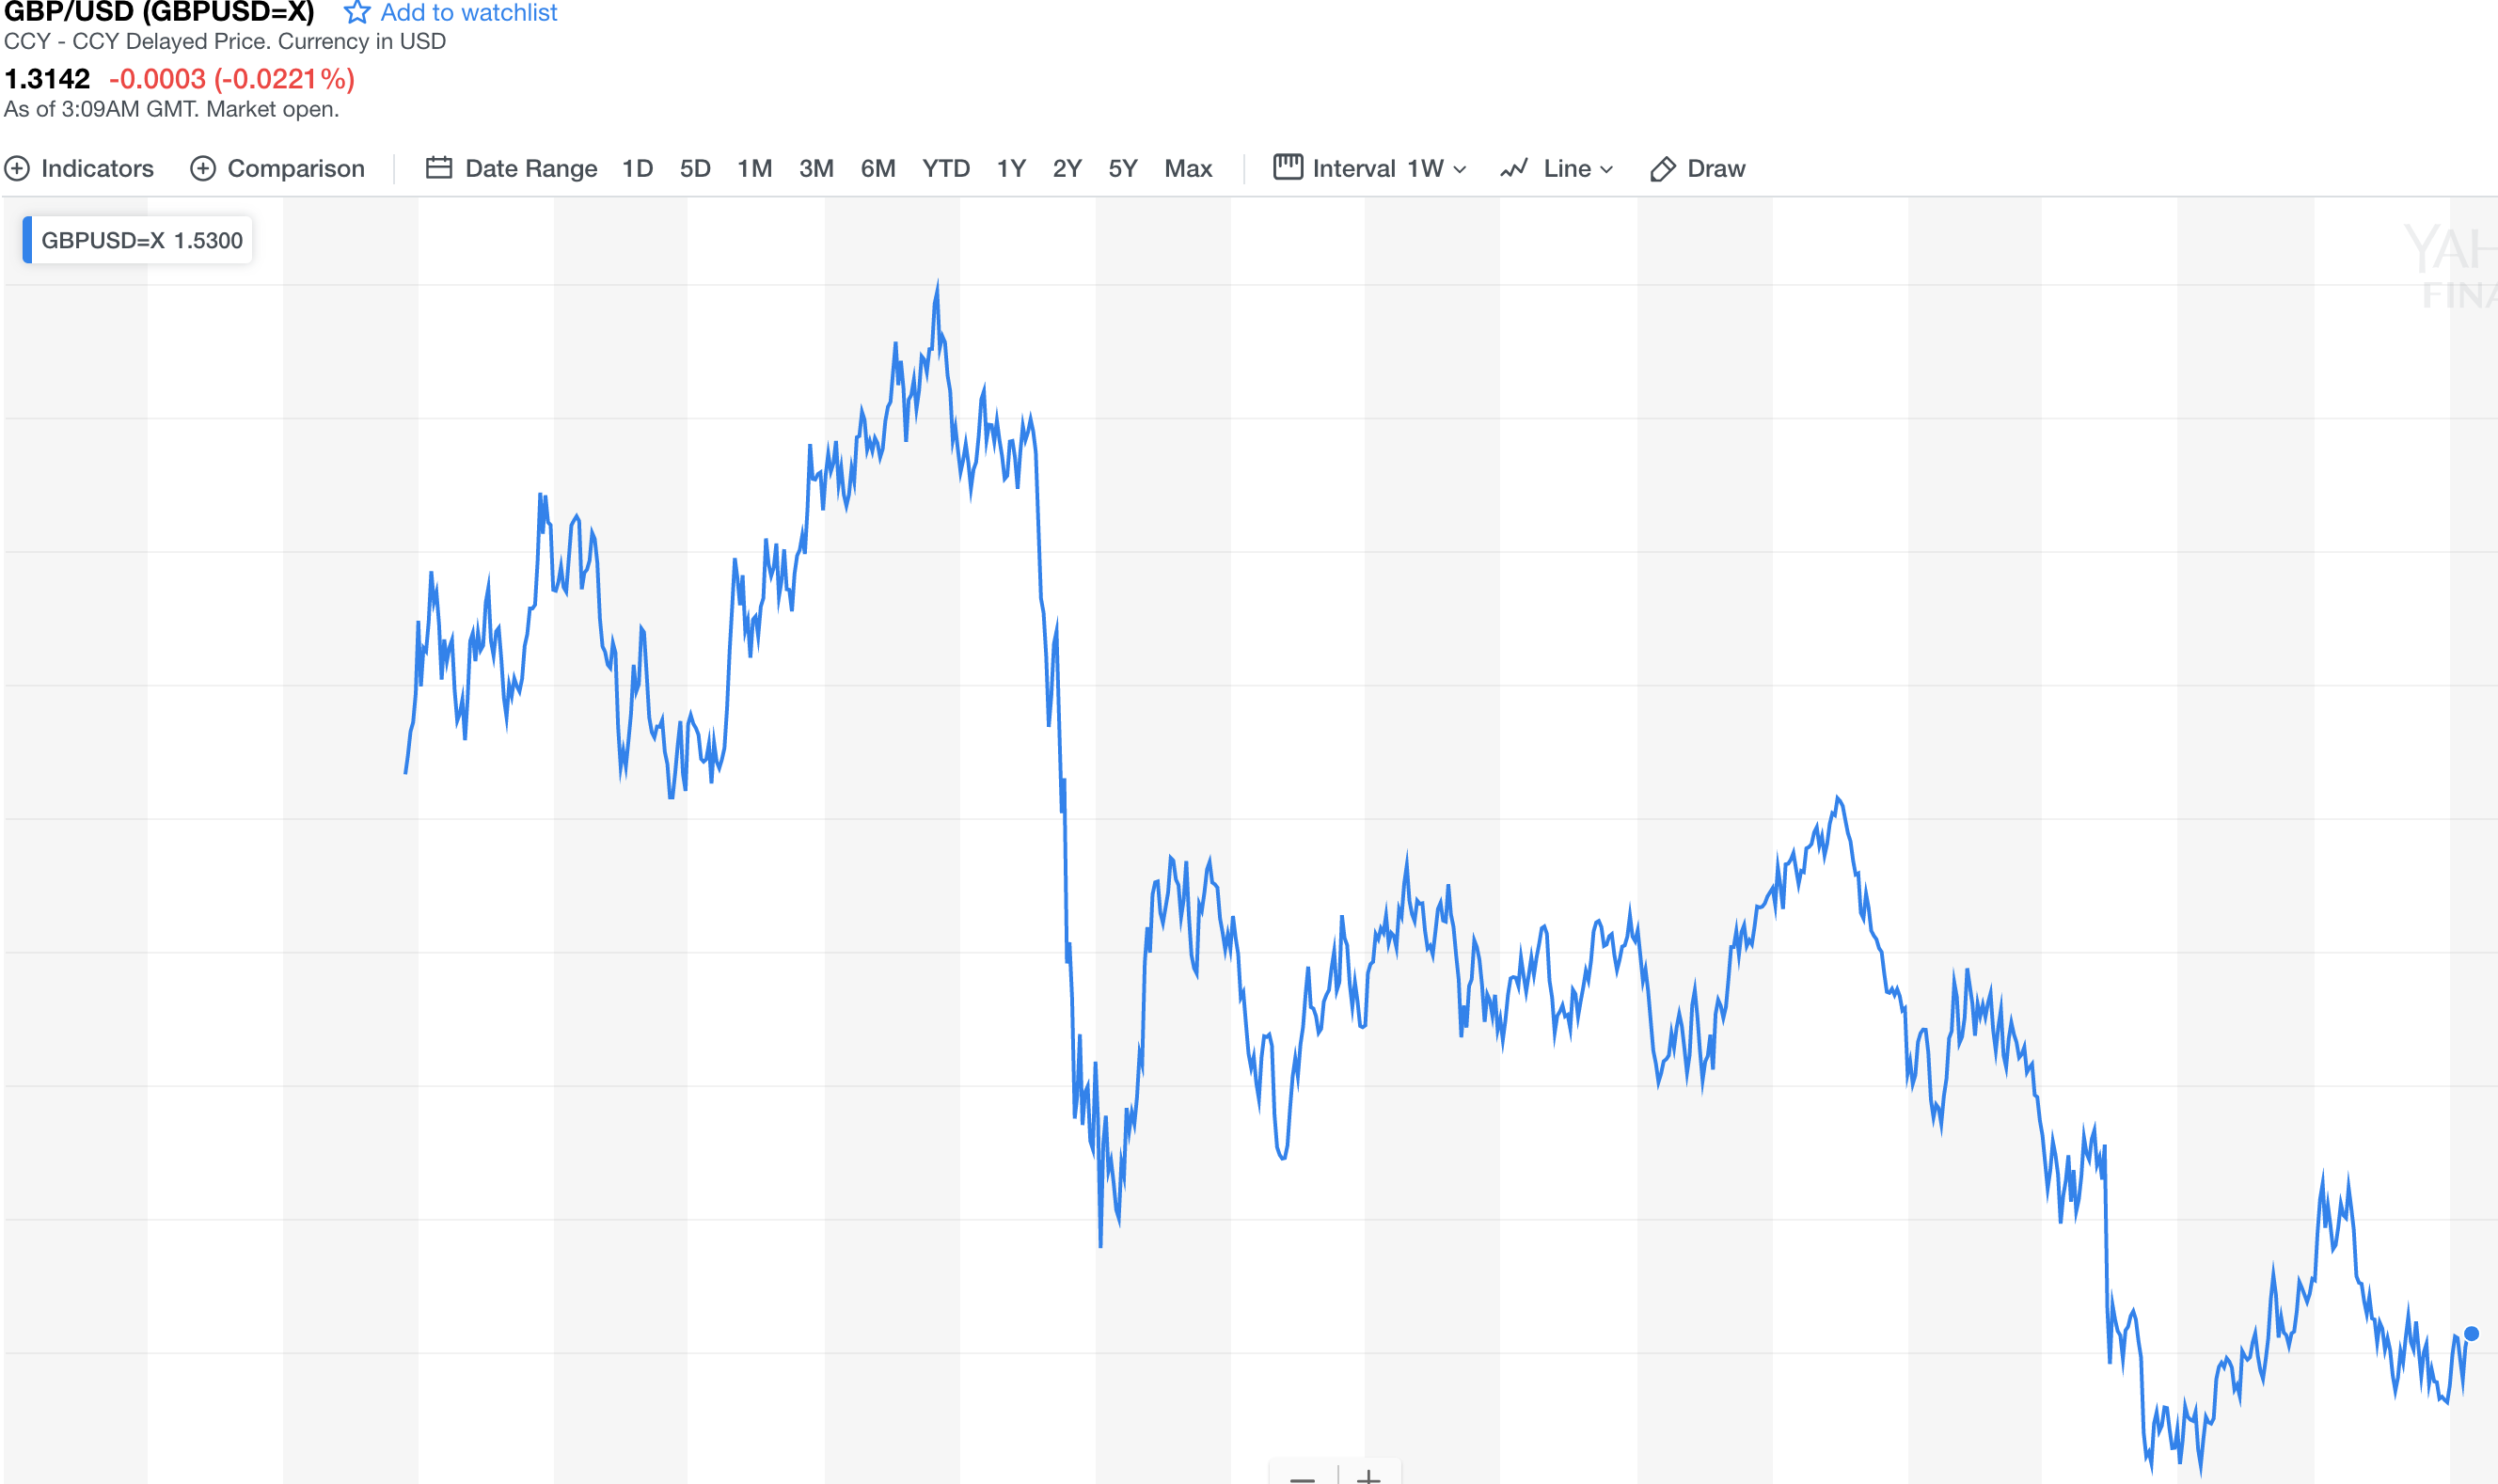 GBP/USD (GBPUSD=X) Add to watchlist
CCY - CCY Delayed Price. Currency in USD
1.3142 -0.0003 (-0.0221%)
As of 3:09AM GMT. Market open.
Indicators Comparison Date Range 1D 5D 1M 3M 6M YTD 1Y 2Y 5Y Max Interval 1W Line Draw
GBPUSD=X 1.5300
YAH
FINA